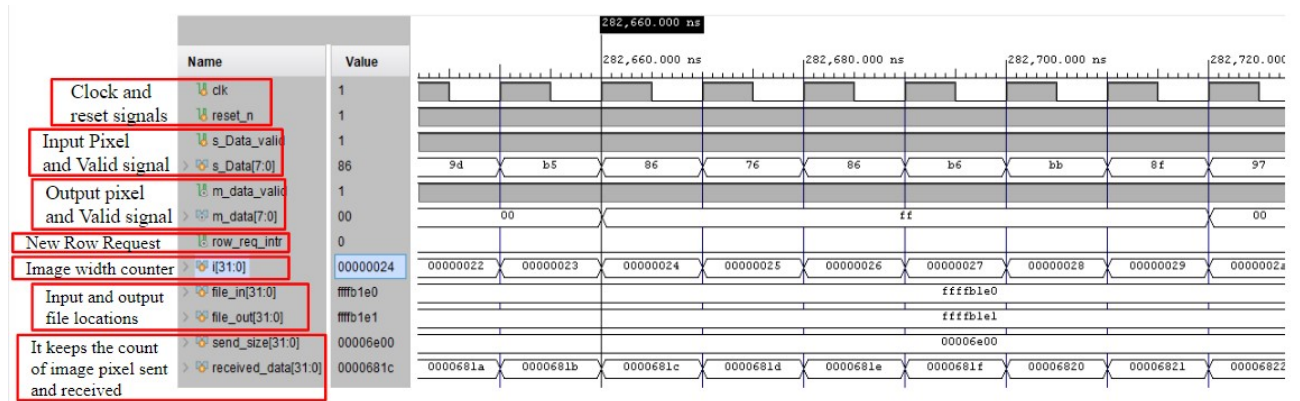 282,660.000 ns
Name Value
282,660.000 ns 282,680.000 ns 282,700.000 ns 282,720.000
Clock and
reset signals
clk 1
reset_n 1
Input Pixel
and Valid signal
s_Data_valid 1
s_Data[7:0] 86 9d b5 86 76 86 b6 bb 8f 97
Output pixel
and Valid signal
m_data_valid 1
m_data[7:0] 00 00 ff 00
New Row Request row_req_intr 0
Image width counter i[31:0] 00000024 00000022 00000023 00000024 00000025 00000026 00000027 00000028 00000029 0000002a
Input and output
file locations
file_in[31:0] ffffb1e0 ffffb1e0
file_out[31:0] ffffb1e1 ffffb1e1
It keeps the count
of image pixel sent
and received
send_size[31:0] 00006e00 00006e00
received_data[31:0] 0000681c 0000681a 0000681b 0000681c 0000681d 0000681e 0000681f 00006820 00006821 00006822